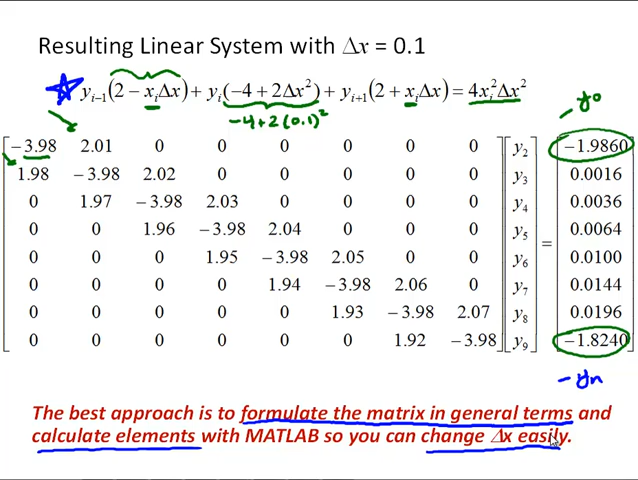 Resulting Linear System with Δx = 0.1
y_{i−1}(2 − x_iΔx) + y_i(−4 + 2Δx²) + y_{i+1}(2 + x_iΔx) = 4x_i²Δx²
−4+2(0.1)²
− y0
−3.98 2.01 0 0 0 0 0 0 y₂ −1.9860
1.98 −3.98 2.02 0 0 0 0 0 y₃ 0.0016
0 1.97 −3.98 2.03 0 0 0 0 y₄ 0.0036
0 0 1.96 −3.98 2.04 0 0 0 y₅ 0.0064
0 0 0 1.95 −3.98 2.05 0 0 y₆ = 0.0100
0 0 0 0 1.94 −3.98 2.06 0 y₇ 0.0144
0 0 0 0 0 1.93 −3.98 2.07 y₈ 0.0196
0 0 0 0 0 0 1.92 −3.98 y₉ −1.8240
− yn
The best approach is to formulate the matrix in general terms and
calculate elements with MATLAB so you can change Δx easily.